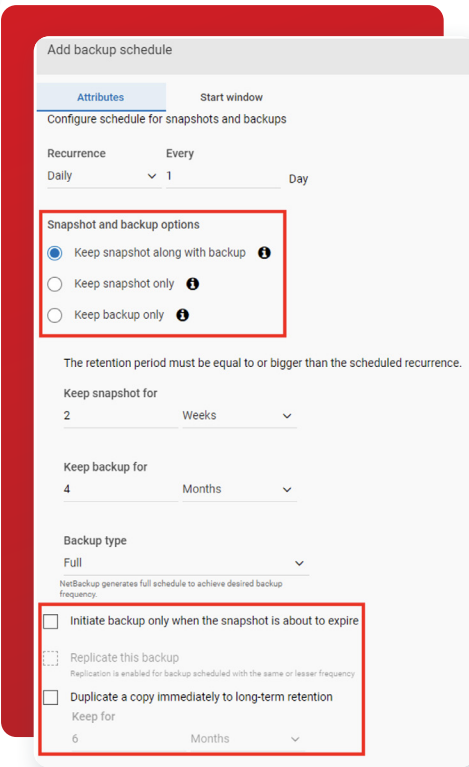 Add backup schedule
Attributes
Start window
Configure schedule for snapshots and backups
Recurrence
Every
Daily
1
Day
Snapshot and backup options
Keep snapshot along with backup
Keep snapshot only
Keep backup only
The retention period must be equal to or bigger than the scheduled recurrence.
Keep snapshot for
2
Weeks
Keep backup for
4
Months
Backup type
Full
NetBackup generates full schedule to achieve desired backup
frequency.
Initiate backup only when the snapshot is about to expire
Replicate this backup
Replication is enabled for backup scheduled with the same or lesser frequency
Duplicate a copy immediately to long-term retention
Keep for
6
Months